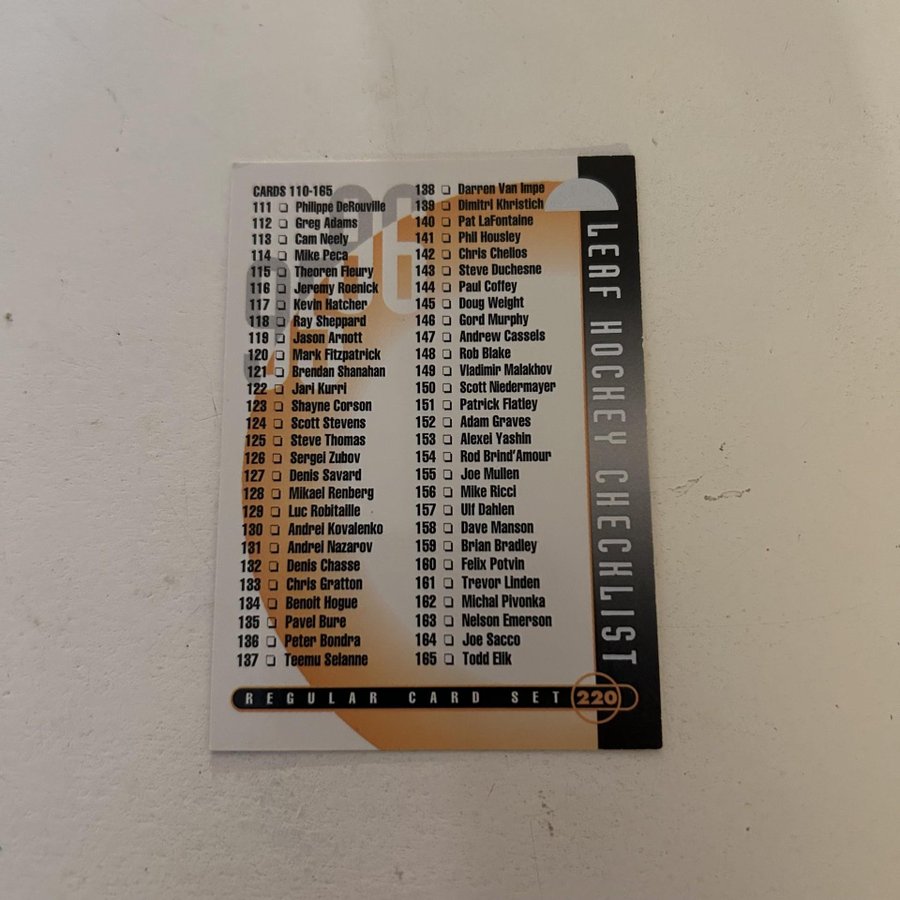 CARDS 110-165
111 ❏ Philippe DeRouville
112 ❏ Greg Adams
113 ❏ Cam Neely
114 ❏ Mike Peca
115 ❏ Theoren Fleury
116 ❏ Jeremy Roenick
117 ❏ Kevin Hatcher
118 ❏ Ray Sheppard
119 ❏ Jason Arnott
120 ❏ Mark Fitzpatrick
121 ❏ Brendan Shanahan
122 ❏ Jari Kurri
123 ❏ Shayne Corson
124 ❏ Scott Stevens
125 ❏ Steve Thomas
126 ❏ Sergei Zubov
127 ❏ Denis Savard
128 ❏ Mikael Renberg
129 ❏ Luc Robitaille
130 ❏ Andrei Kovalenko
131 ❏ Andrei Nazarov
132 ❏ Denis Chasse
133 ❏ Chris Gratton
134 ❏ Benoit Hogue
135 ❏ Pavel Bure
136 ❏ Peter Bondra
137 ❏ Teemu Selanne
138 ❏ Darren Van Impe
139 ❏ Dimitri Khristich
140 ❏ Pat LaFontaine
141 ❏ Phil Housley
142 ❏ Chris Chelios
143 ❏ Steve Duchesne
144 ❏ Paul Coffey
145 ❏ Doug Weight
146 ❏ Gord Murphy
147 ❏ Andrew Cassels
148 ❏ Rob Blake
149 ❏ Vladimir Malakhov
150 ❏ Scott Niedermayer
151 ❏ Patrick Flatley
152 ❏ Adam Graves
153 ❏ Alexei Yashin
154 ❏ Rod Brind'Amour
155 ❏ Joe Mullen
156 ❏ Mike Ricci
157 ❏ Ulf Dahlen
158 ❏ Dave Manson
159 ❏ Brian Bradley
160 ❏ Felix Potvin
161 ❏ Trevor Linden
162 ❏ Michal Pivonka
163 ❏ Nelson Emerson
164 ❏ Joe Sacco
165 ❏ Todd Elik
LEAF HOCKEY CHECKLIST
REGULAR CARD SET 220